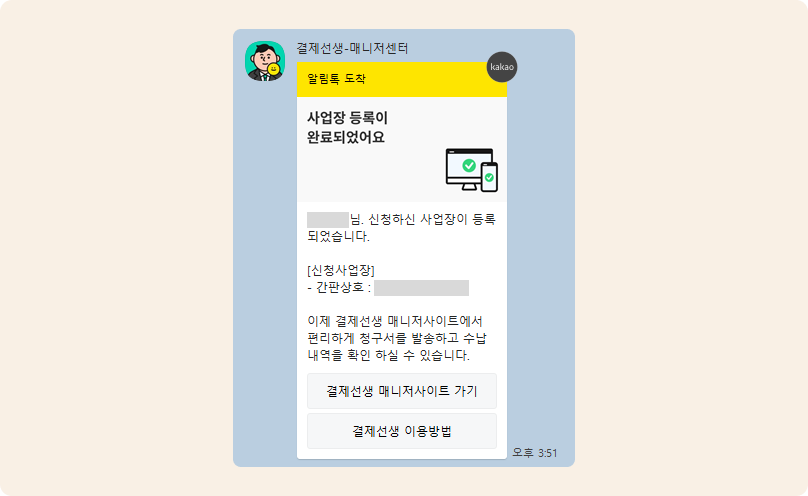 결제선생-매니저센터
kakao
알림톡 도착
사업장 등록이
완료되었어요
님. 신청하신 사업장이 등록
되었습니다.
[신청사업장]
- 간판상호 :
이제 결제선생 매니저사이트에서
편리하게 청구서를 발송하고 수납
내역을 확인 하실 수 있습니다.
결제선생 매니저사이트 가기
결제선생 이용방법
오후 3:51